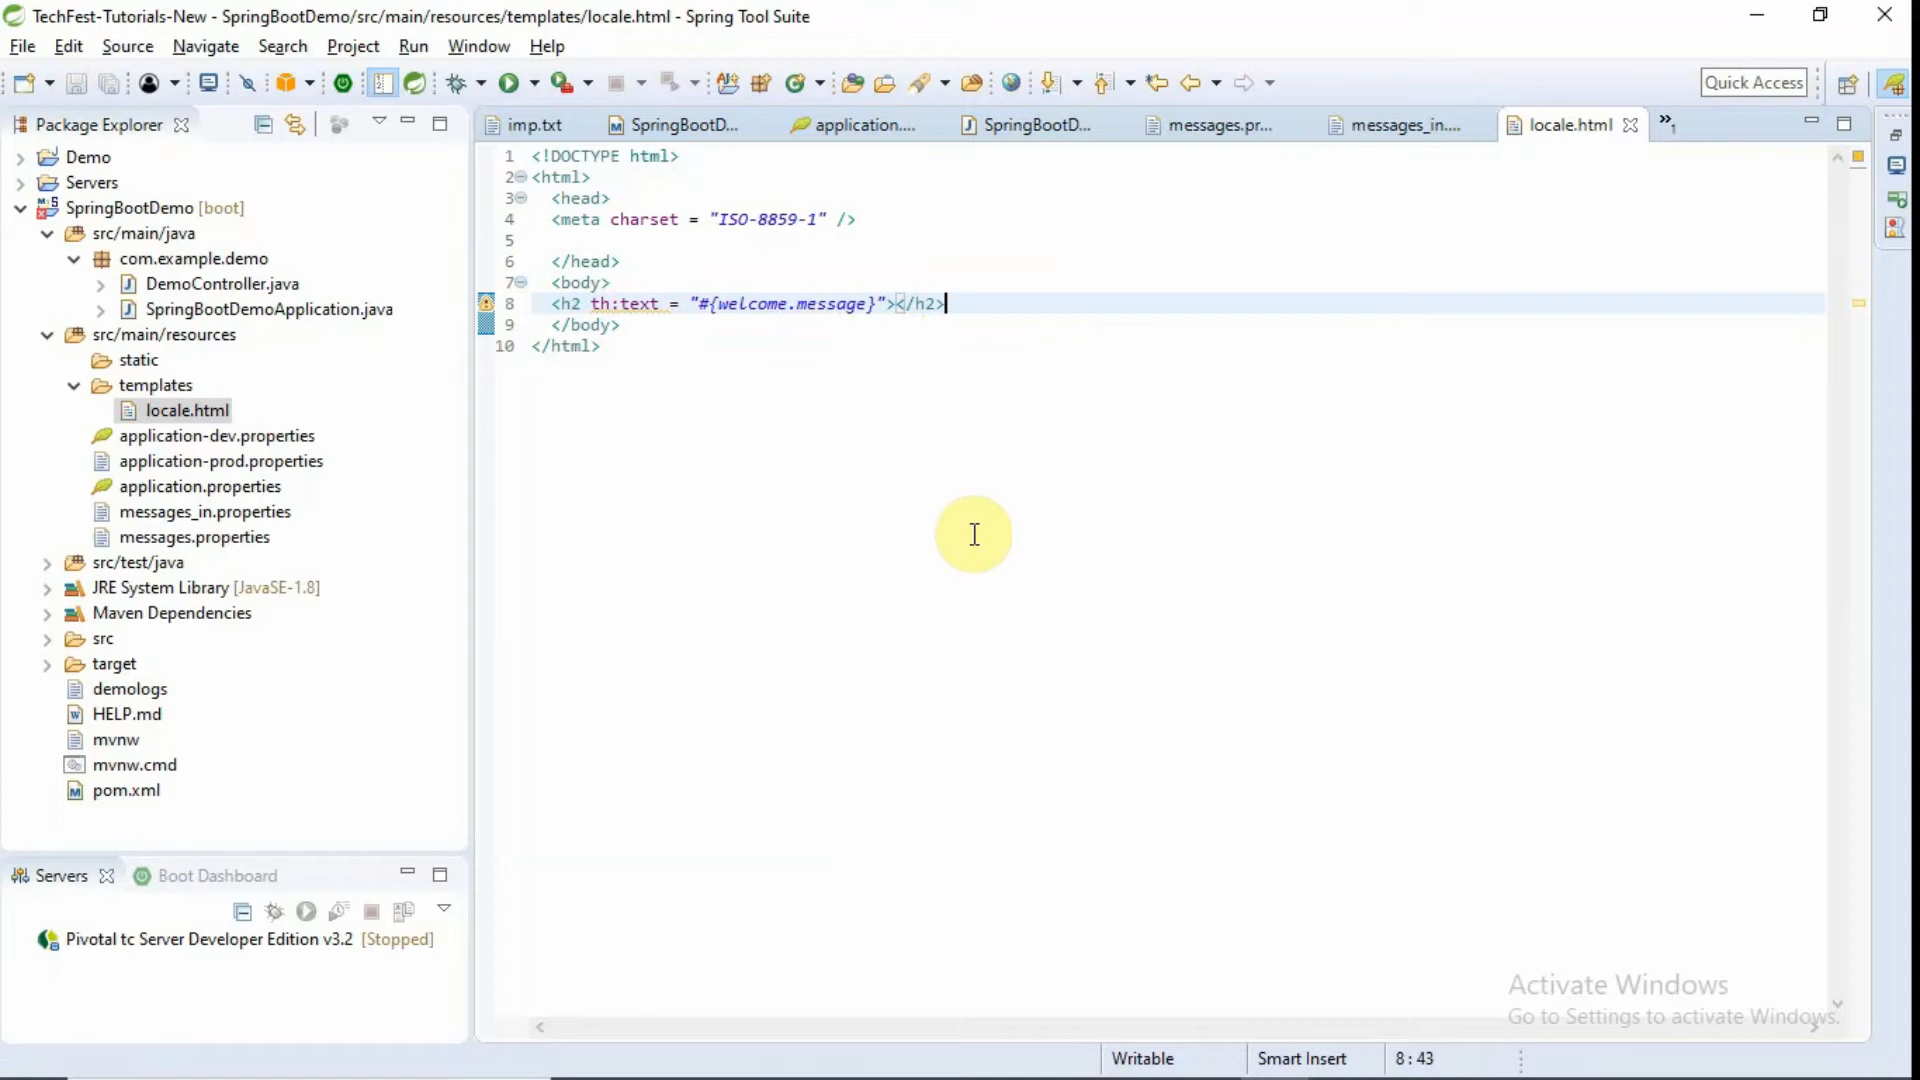 TechFest-Tutorials-New - SpringBootDemo/src/main/resources/templates/locale.html - Spring Tool Suite
File Edit Source Navigate Search Project Run Window Help
Quick Access
Package Explorer
imp.txt SpringBootD... application.... SpringBootD... messages.pr... messages_in.... locale.html »1
Demo
Servers
SpringBootDemo [boot]
src/main/java
com.example.demo
DemoController.java
SpringBootDemoApplication.java
src/main/resources
static
templates
locale.html
application-dev.properties
application-prod.properties
application.properties
messages_in.properties
messages.properties
src/test/java
JRE System Library [JavaSE-1.8]
Maven Dependencies
src
target
demologs
HELP.md
mvnw
mvnw.cmd
pom.xml
1 <!DOCTYPE html>
2 <html>
3 <head>
4 <meta charset = "ISO-8859-1" />
5
6 </head>
7 <body>
8 <h2 th:text = "#{welcome.message}"></h2>
9 </body>
10 </html>
Servers Boot Dashboard
Pivotal tc Server Developer Edition v3.2 [Stopped]
Activate Windows
Go to Settings to activate Windows.
Writable Smart Insert 8 : 43